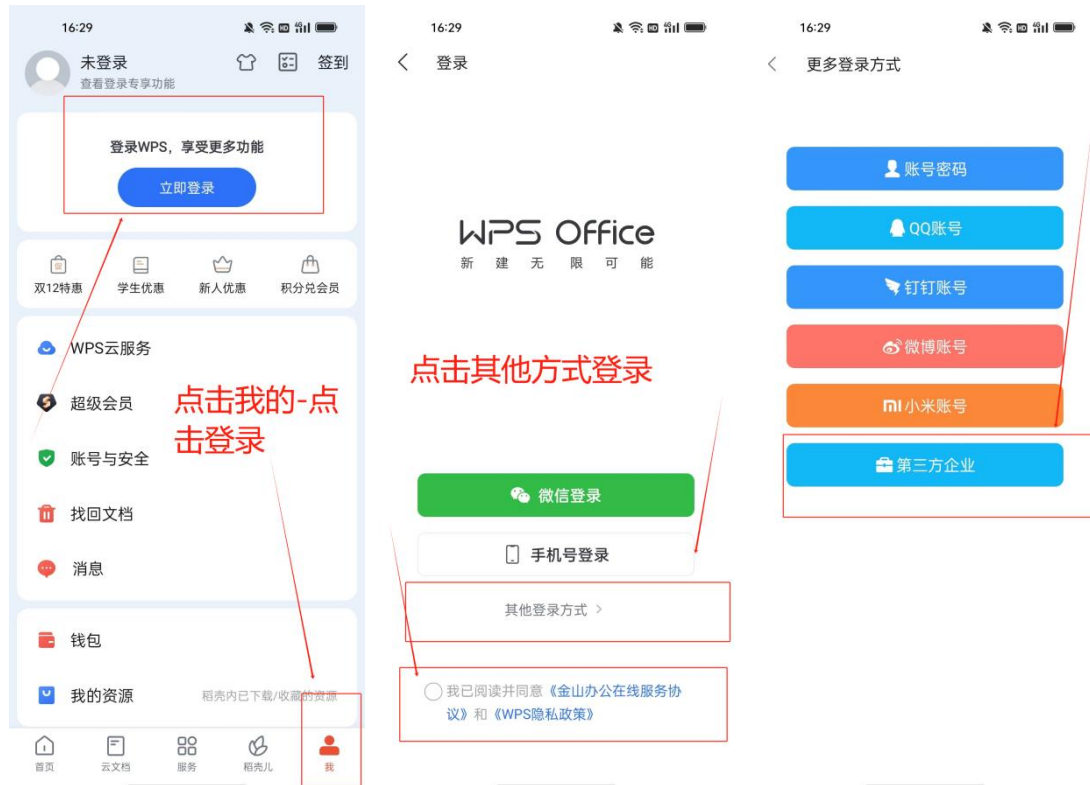 16:29
未登录
签到
查看登录专享功能
登录WPS，享受更多功能
立即登录
双12特惠
学生优惠
新人优惠
积分兑会员
WPS云服务
超级会员
账号与安全
找回文档
消息
点击我的-点
击登录
钱包
我的资源
稻壳内已下载/收藏的资源
首页
云文档
服务
稻壳儿
我
16:29
登录
WPS Office
新建无限可能
点击其他方式登录
微信登录
手机号登录
其他登录方式 >
我已阅读并同意《金山办公在线服务协
议》和《WPS隐私政策》
16:29
更多登录方式
账号密码
QQ账号
钉钉账号
微博账号
小米账号
第三方企业